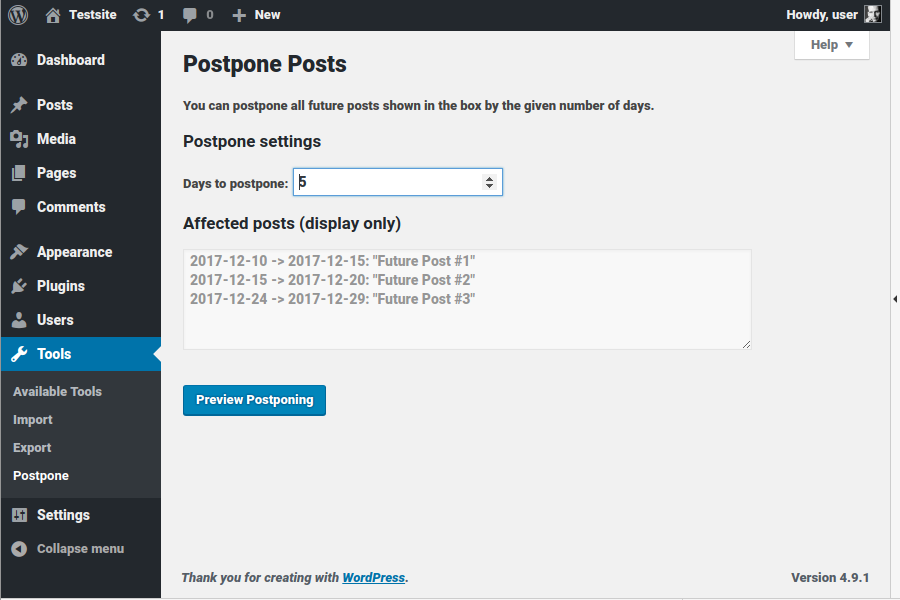 Testsite 1 0 New Howdy, user
Help
Dashboard
Posts
Media
Pages
Comments
Appearance
Plugins
Users
Tools
Available Tools
Import
Export
Postpone
Settings
Collapse menu
Postpone Posts
You can postpone all future posts shown in the box by the given number of days.
Postpone settings
Days to postpone: 5
Affected posts (display only)
2017-12-10 -> 2017-12-15: "Future Post #1"
2017-12-15 -> 2017-12-20: "Future Post #2"
2017-12-24 -> 2017-12-29: "Future Post #3"
Preview Postponing
Thank you for creating with WordPress. Version 4.9.1